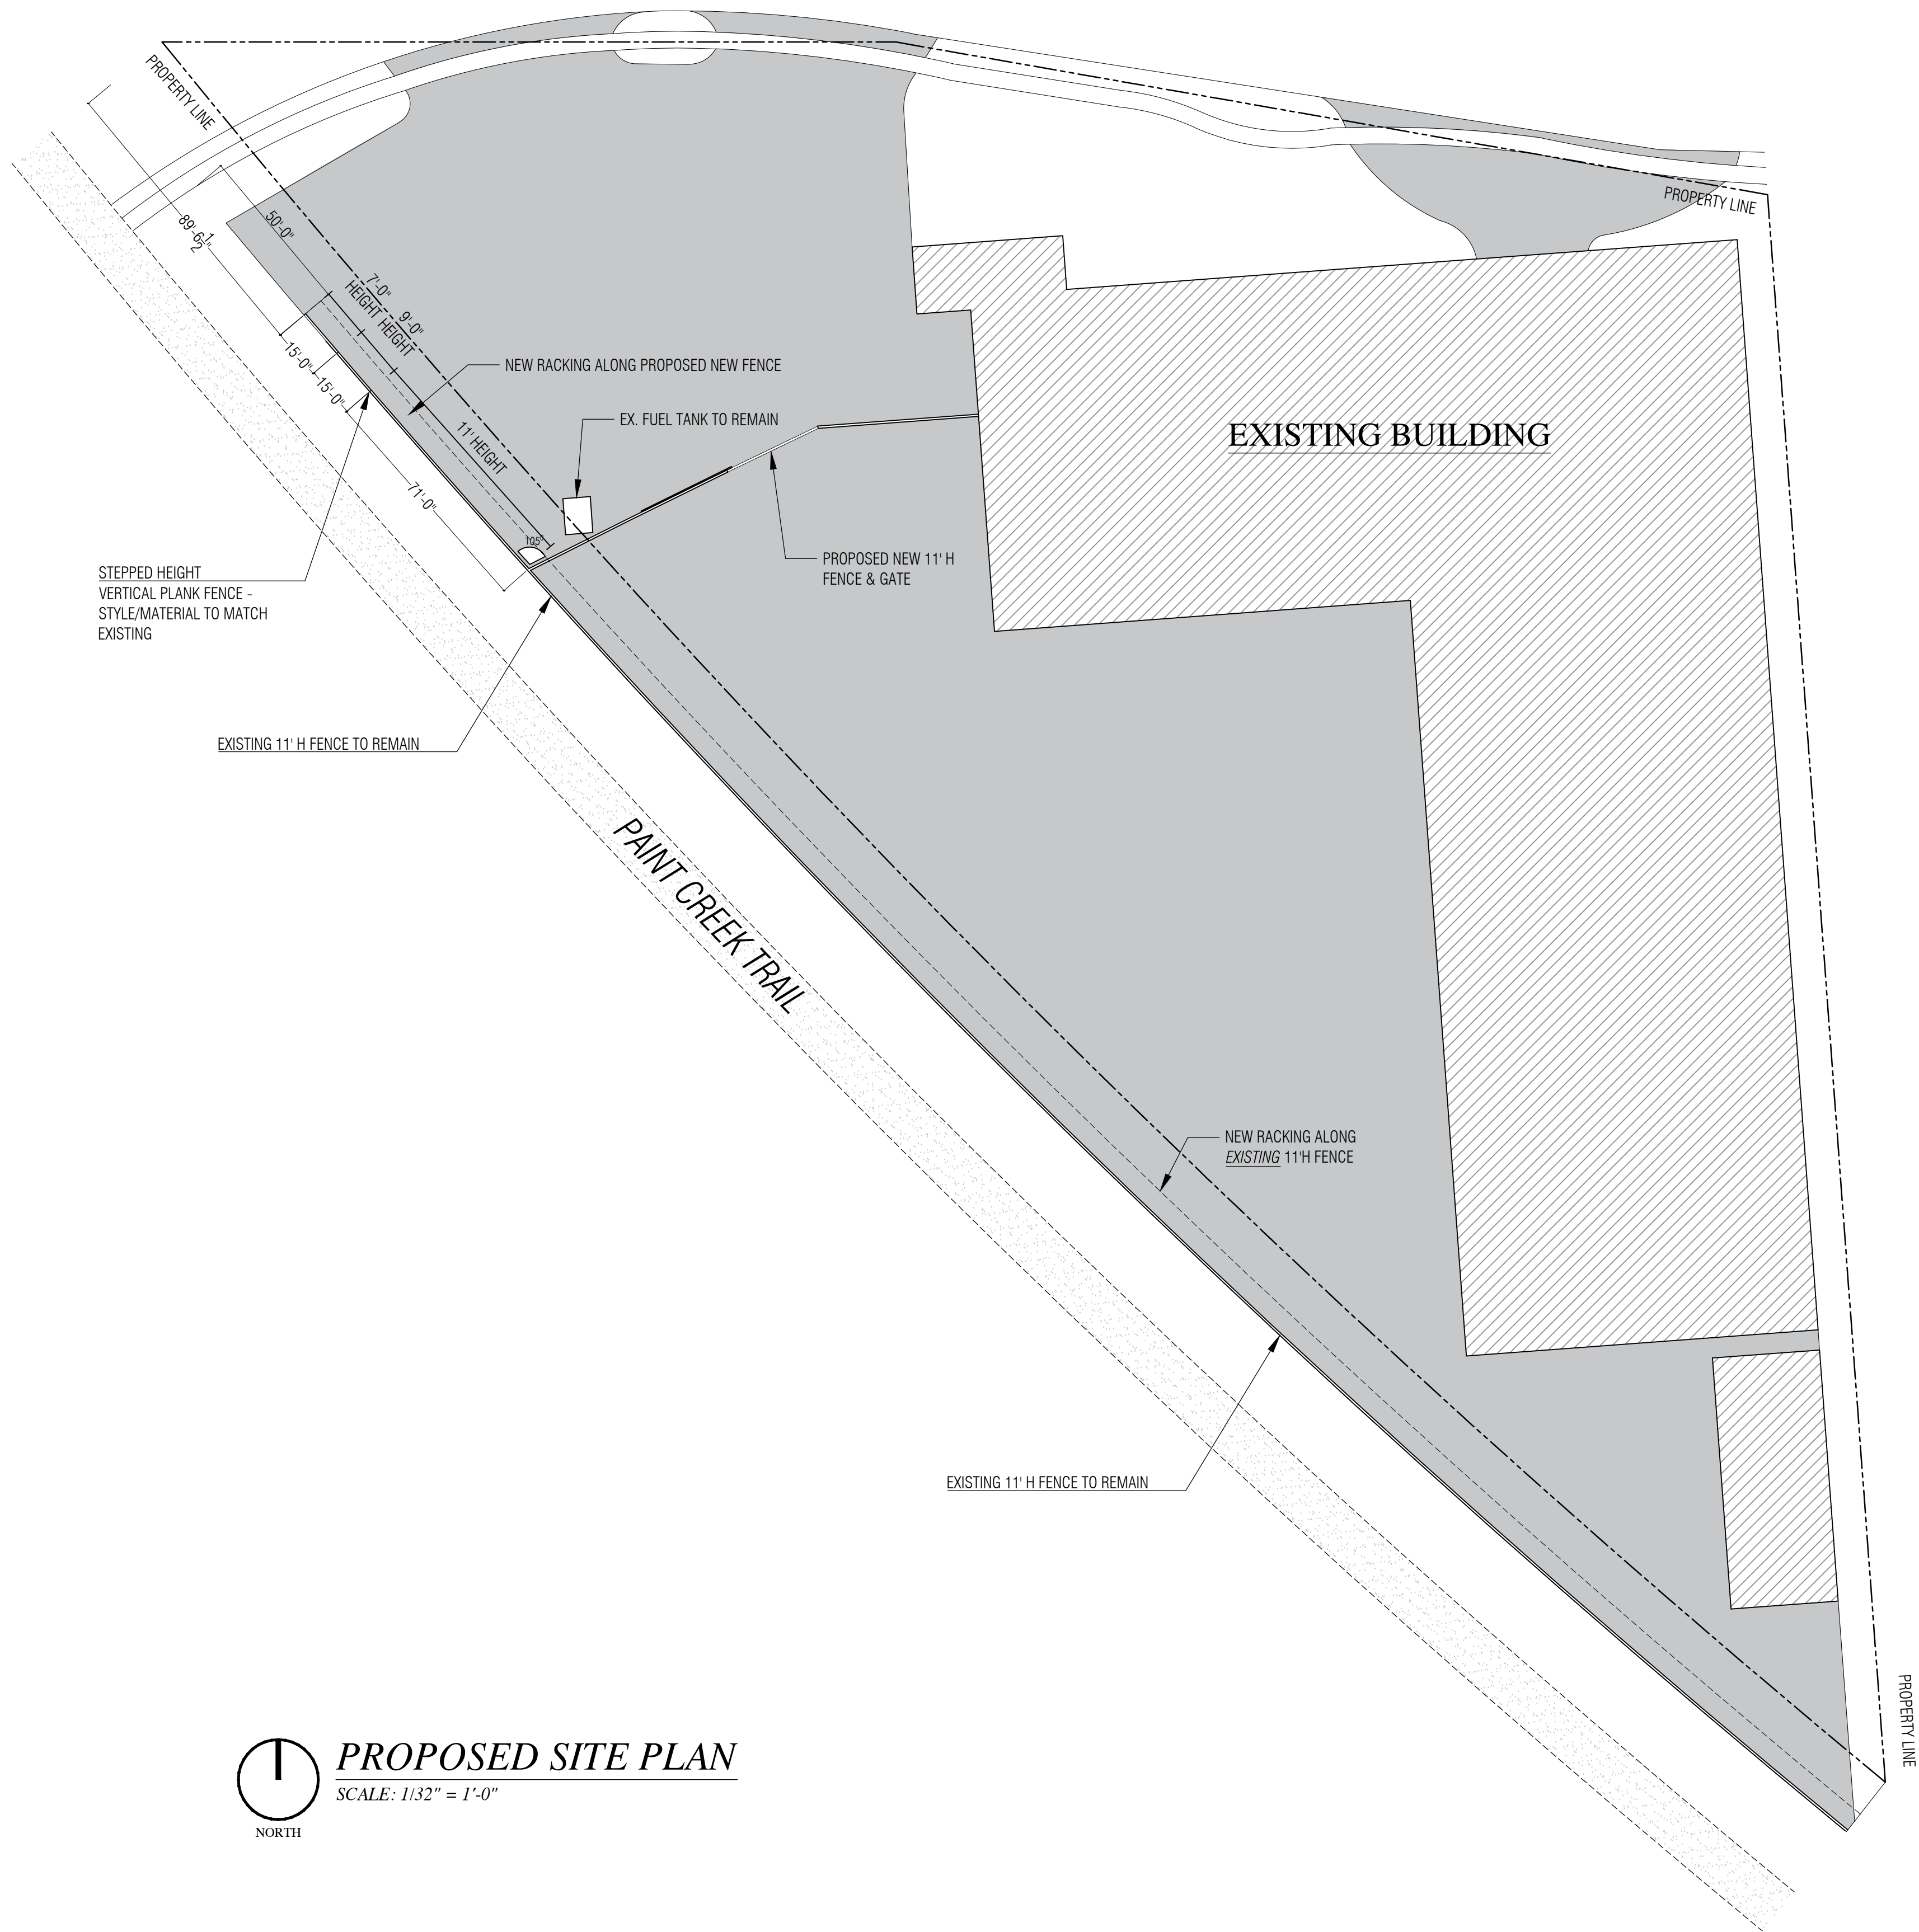 PROPERTY LINE
PROPERTY LINE
89'-6 1/2"
50'-0"
7'-0"
HEIGHT
9'-0"
HEIGHT
15'-0"
15'-0"
NEW RACKING ALONG PROPOSED NEW FENCE
EX. FUEL TANK TO REMAIN
EXISTING BUILDING
11' HEIGHT
71'-0"
105°
PROPOSED NEW 11' H
FENCE & GATE
STEPPED HEIGHT
VERTICAL PLANK FENCE -
STYLE/MATERIAL TO MATCH
EXISTING
EXISTING 11' H FENCE TO REMAIN
PAINT CREEK TRAIL
NEW RACKING ALONG
EXISTING 11'H FENCE
EXISTING 11' H FENCE TO REMAIN
PROPERTY LINE
PROPOSED SITE PLAN
SCALE: 1/32" = 1'-0"
NORTH